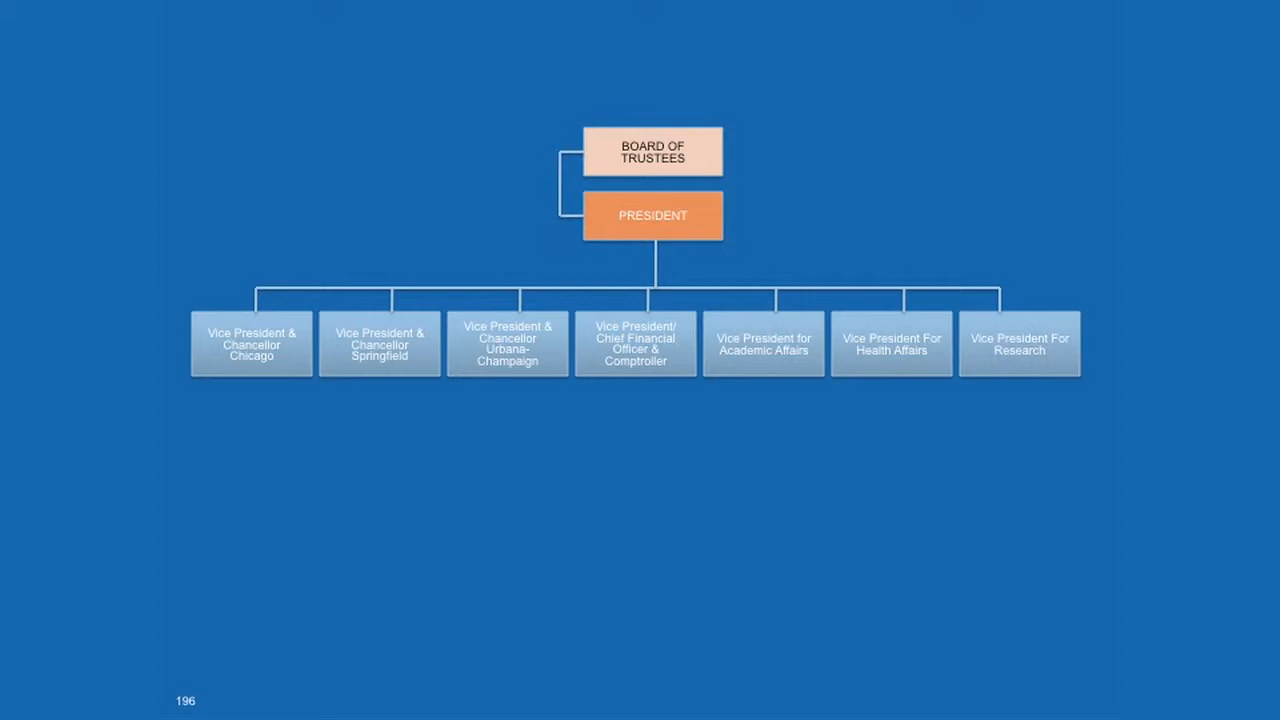 BOARD OF
TRUSTEES
PRESIDENT
Vice President &
Chancellor
Chicago
Vice President &
Chancellor
Springfield
Vice President &
Chancellor
Urbana-
Champaign
Vice President/
Chief Financial
Officer &
Comptroller
Vice President for
Academic Affairs
Vice President For
Health Affairs
Vice President For
Research
196